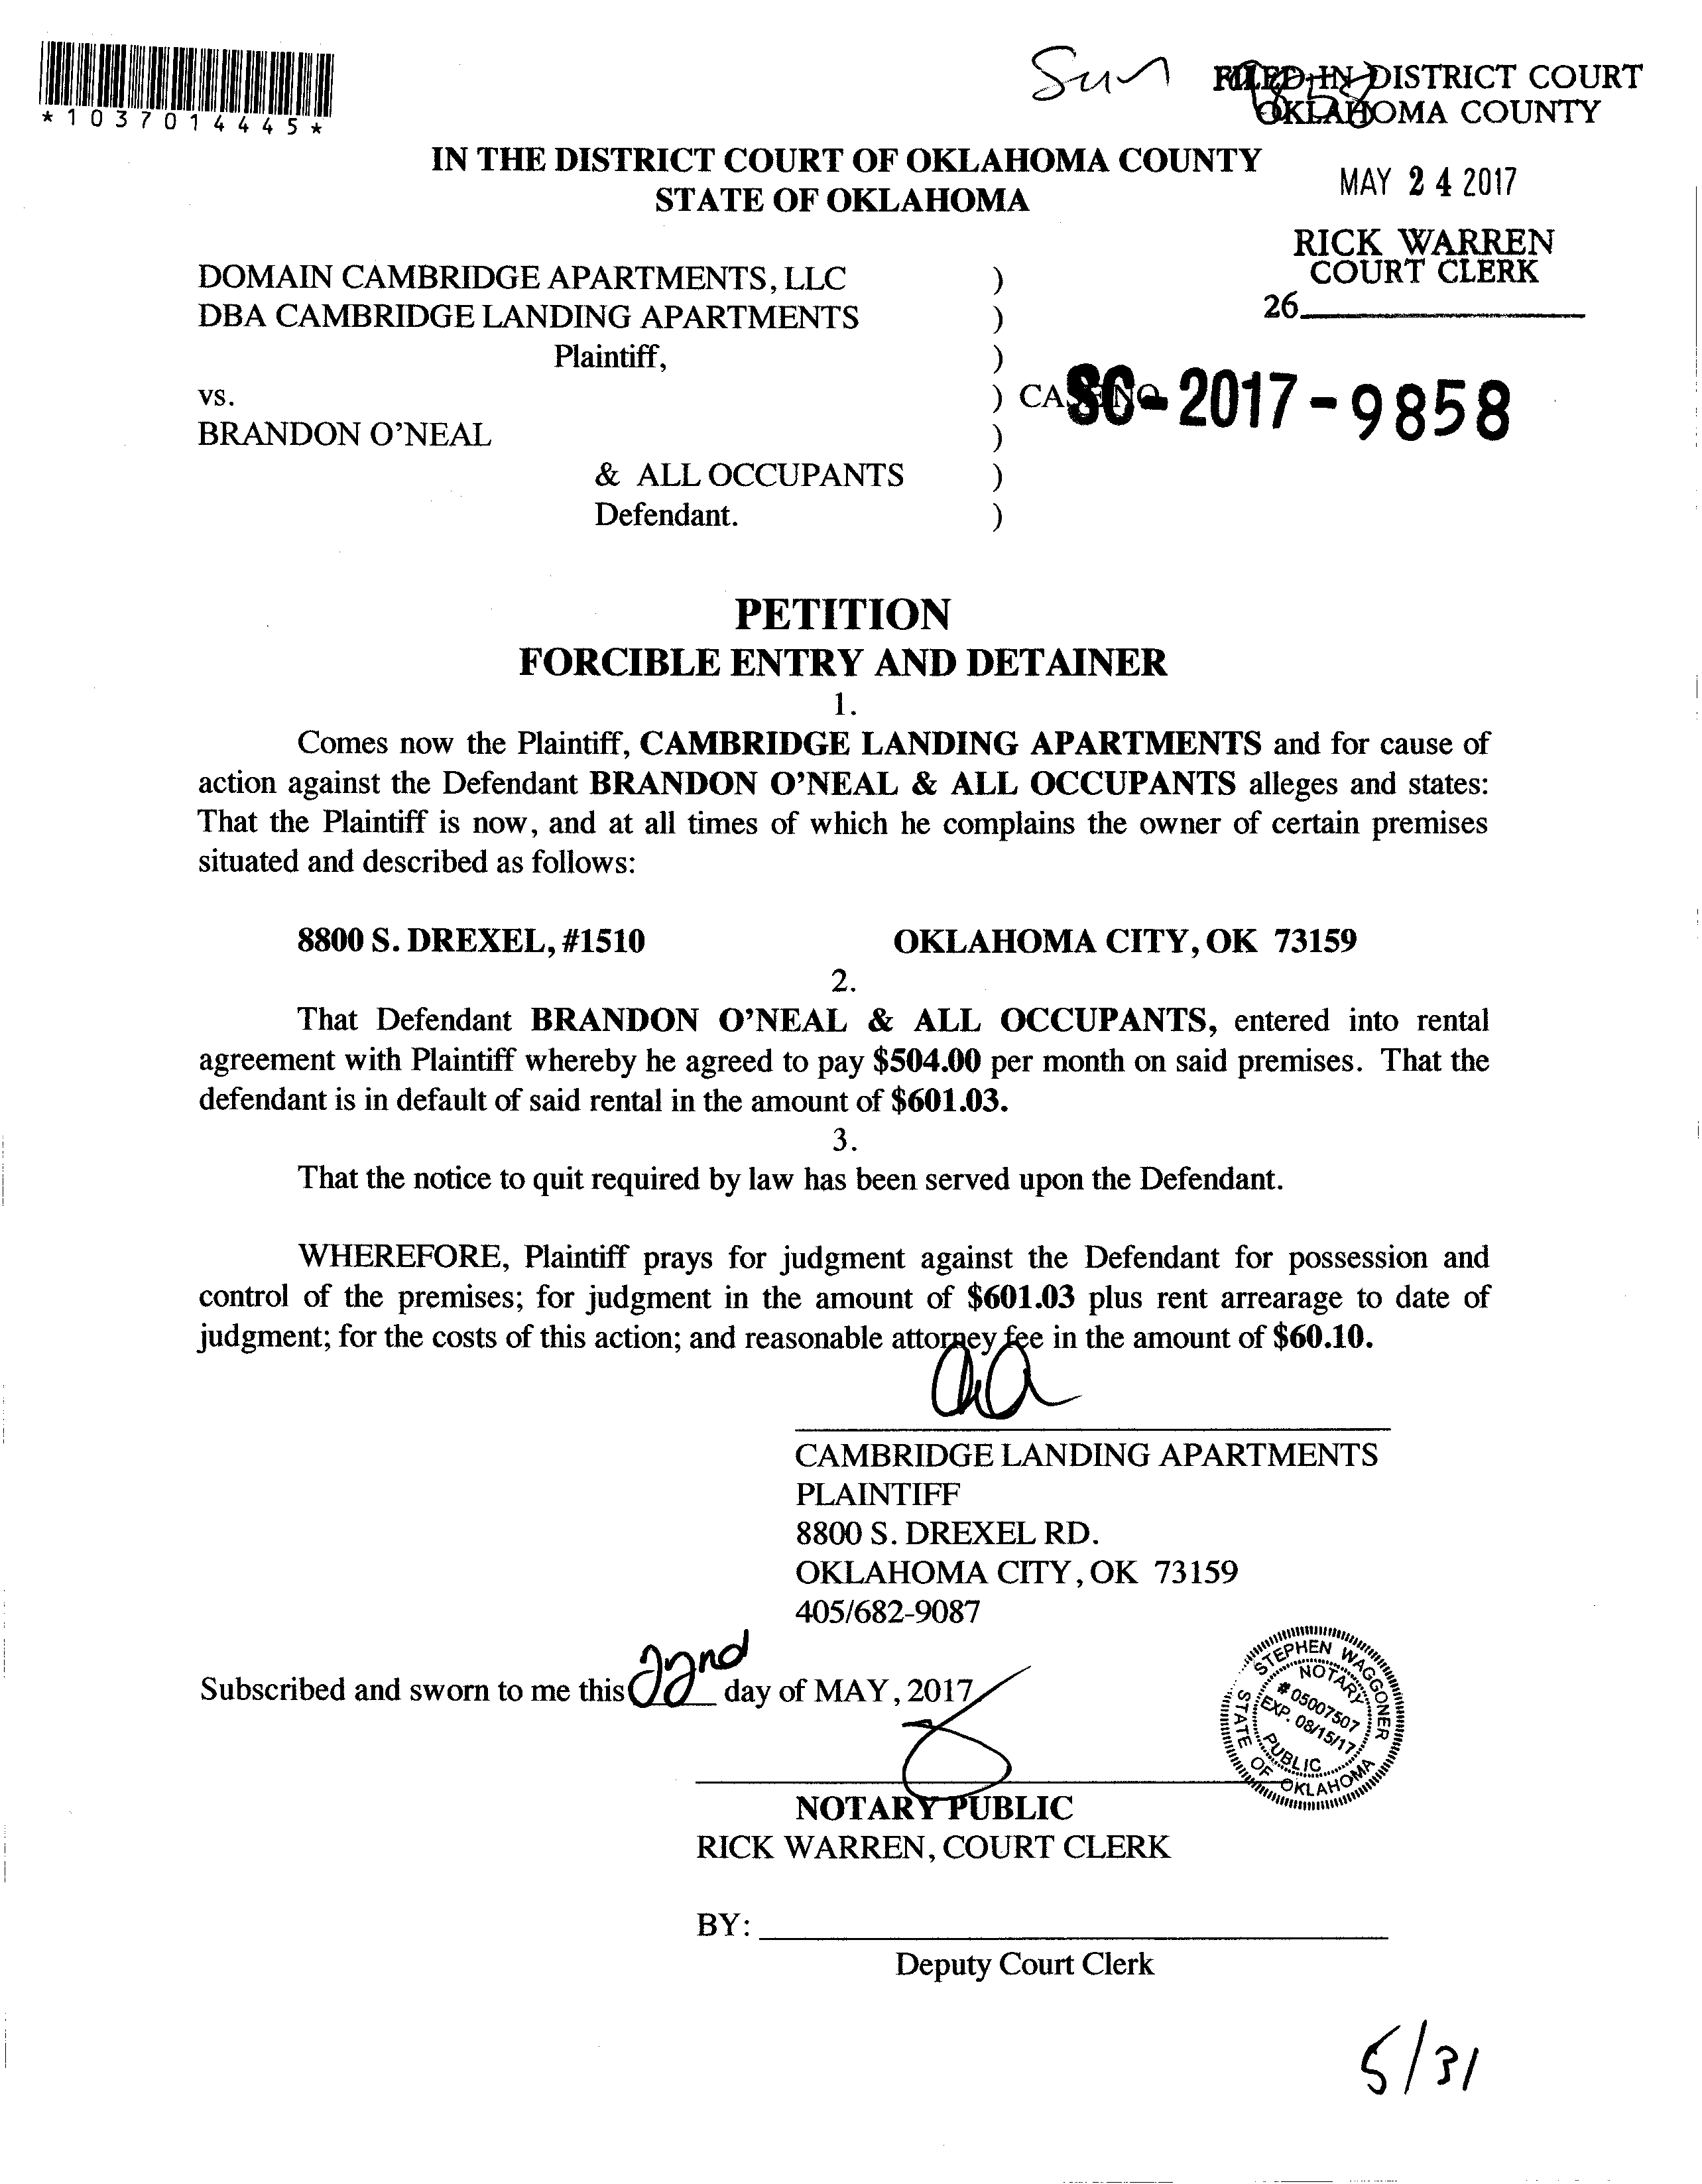 *1037014445*
Sun
FILED IN DISTRICT COURT
OKLAHOMA COUNTY
MAY 24 2017
RICK WARREN
COURT CLERK
26
IN THE DISTRICT COURT OF OKLAHOMA COUNTY
STATE OF OKLAHOMA
DOMAIN CAMBRIDGE APARTMENTS, LLC )
DBA CAMBRIDGE LANDING APARTMENTS )
Plaintiff, )
vs. ) CASE NO. SC-2017-9858
BRANDON O'NEAL )
& ALL OCCUPANTS )
Defendant. )
PETITION
FORCIBLE ENTRY AND DETAINER
1.
Comes now the Plaintiff, CAMBRIDGE LANDING APARTMENTS and for cause of
action against the Defendant BRANDON O'NEAL & ALL OCCUPANTS alleges and states:
That the Plaintiff is now, and at all times of which he complains the owner of certain premises
situated and described as follows:
8800 S. DREXEL, #1510 OKLAHOMA CITY, OK 73159
2.
That Defendant BRANDON O'NEAL & ALL OCCUPANTS, entered into rental
agreement with Plaintiff whereby he agreed to pay $504.00 per month on said premises. That the
defendant is in default of said rental in the amount of $601.03.
3.
That the notice to quit required by law has been served upon the Defendant.
WHEREFORE, Plaintiff prays for judgment against the Defendant for possession and
control of the premises; for judgment in the amount of $601.03 plus rent arrearage to date of
judgment; for the costs of this action; and reasonable attorney fee in the amount of $60.10.
CAMBRIDGE LANDING APARTMENTS
PLAINTIFF
8800 S. DREXEL RD.
OKLAHOMA CITY, OK 73159
405/682-9087
Subscribed and sworn to me this 22nd day of MAY, 2017
STEPHEN WAGGONER
NOTARY
# 05007507
EXP. 08/15/17
PUBLIC
STATE OF OKLAHOMA
NOTARY PUBLIC
RICK WARREN, COURT CLERK
BY:
Deputy Court Clerk
5/31